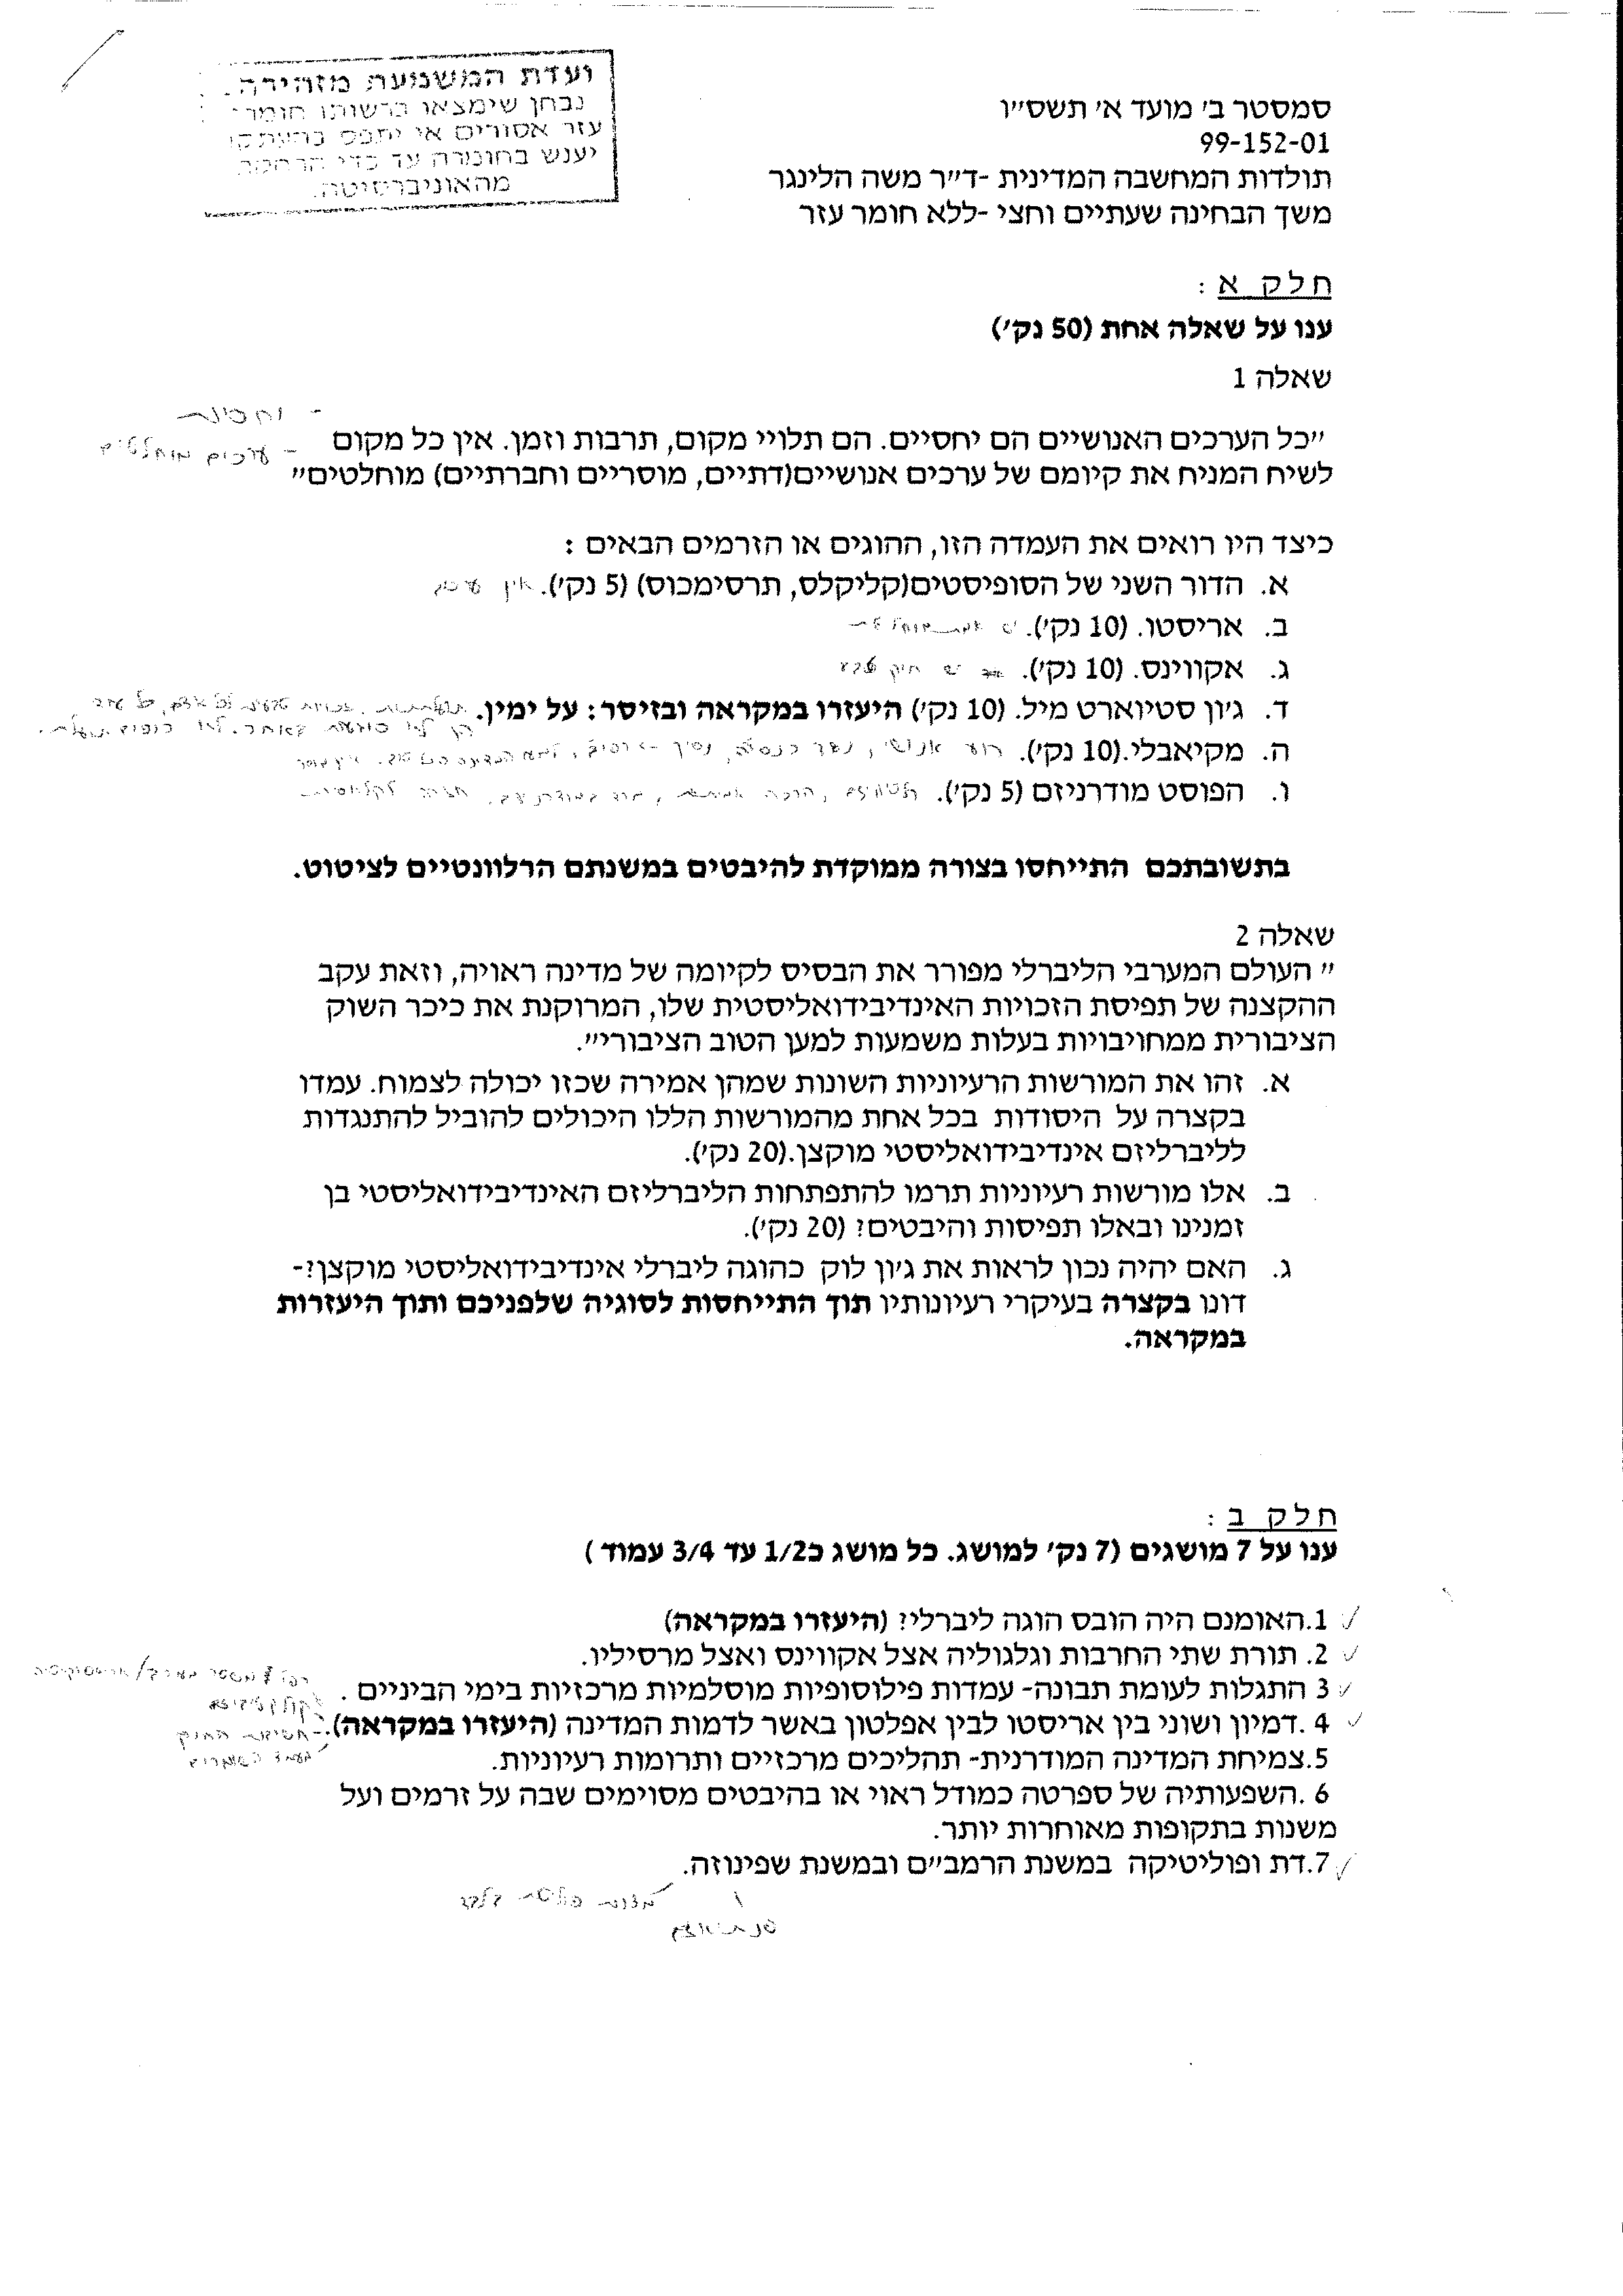 ועדת המשמעת מזהירה
נבחן שימצאו ברשותו חומרי
עזר אסורים או יתפס בהעתקה
יענש בחומרה עד כדי הרחקה
מהאוניברסיטה.
סמסטר ב׳ מועד א׳ תשס״ו
99-152-01
תולדות המחשבה המדינית -ד״ר משה הלינגר
משך הבחינה שעתיים וחצי -ללא חומר עזר
חלק א :
ענו על שאלה אחת (50 נק׳)
שאלה 1
״כל הערכים האנושיים הם יחסיים. הם תלויי מקום, תרבות וזמן. אין כל מקום
- ערכים מוחלטים
לשיח המניח את קיומם של ערכים אנושיים(דתיים, מוסריים וחברתיים) מוחלטים״
כיצד היו רואים את העמדה הזו, ההוגים או הזרמים הבאים :
א. הדור השני של הסופיסטים(קליקלס, תרסימכוס) (5 נק׳). אין
ב. אריסטו. (10 נק׳).
ג. אקווינס. (10 נק׳). יש חוק טבע
ד. ג׳ון סטיוארט מיל. (10 נק׳) היעזרו במקראה ובזיסר: על ימין.
ה. מקיאבלי.(10 נק׳). רוע אנושי, נגד כנסיה, נסיך
ו. הפוסט מודרניזם (5 נק׳).
בתשובתכם התייחסו בצורה ממוקדת להיבטים במשנתם הרלוונטיים לציטוט.
שאלה 2
״ העולם המערבי הליברלי מפורר את הבסיס לקיומה של מדינה ראויה, וזאת עקב
ההקצנה של תפיסת הזכויות האינדיבידואליסטית שלו, המרוקנת את כיכר השוק
הציבורית ממחויבויות בעלות משמעות למען הטוב הציבורי״.
א. זהו את המורשות הרעיוניות השונות שמהן אמירה שכזו יכולה לצמוח. עמדו
בקצרה על היסודות בכל אחת מהמורשות הללו היכולים להוביל להתנגדות
לליברליזם אינדיבידואליסטי מוקצן.(20 נק׳).
ב. אלו מורשות רעיוניות תרמו להתפתחות הליברליזם האינדיבידואליסטי בן
זמנינו ובאלו תפיסות והיבטים? (20 נק׳).
ג. האם יהיה נכון לראות את ג׳ון לוק כהוגה ליברלי אינדיבידואליסטי מוקצן?-
דונו בקצרה בעיקרי רעיונותיו תוך התייחסות לסוגיה שלפניכם ותוך היעזרות
במקראה.
חלק ב :
ענו על 7 מושגים (7 נק׳ למושג. כל מושג כ1/2 עד 3/4 עמוד )
1.האומנם היה הובס הוגה ליברלי? (היעזרו במקראה)
2. תורת שתי החרבות וגלגוליה אצל אקווינס ואצל מרסיליו.
3 התגלות לעומת תבונה- עמדות פילוסופיות מוסלמיות מרכזיות בימי הביניים .
4 .דמיון ושוני בין אריסטו לבין אפלטון באשר לדמות המדינה (היעזרו במקראה).
5.צמיחת המדינה המודרנית- תהליכים מרכזיים ותרומות רעיוניות.
6 .השפעותיה של ספרטה כמודל ראוי או בהיבטים מסוימים שבה על זרמים ועל
משנות בתקופות מאוחרות יותר.
7.דת ופוליטיקה במשנת הרמב״ם ובמשנת שפינוזה.